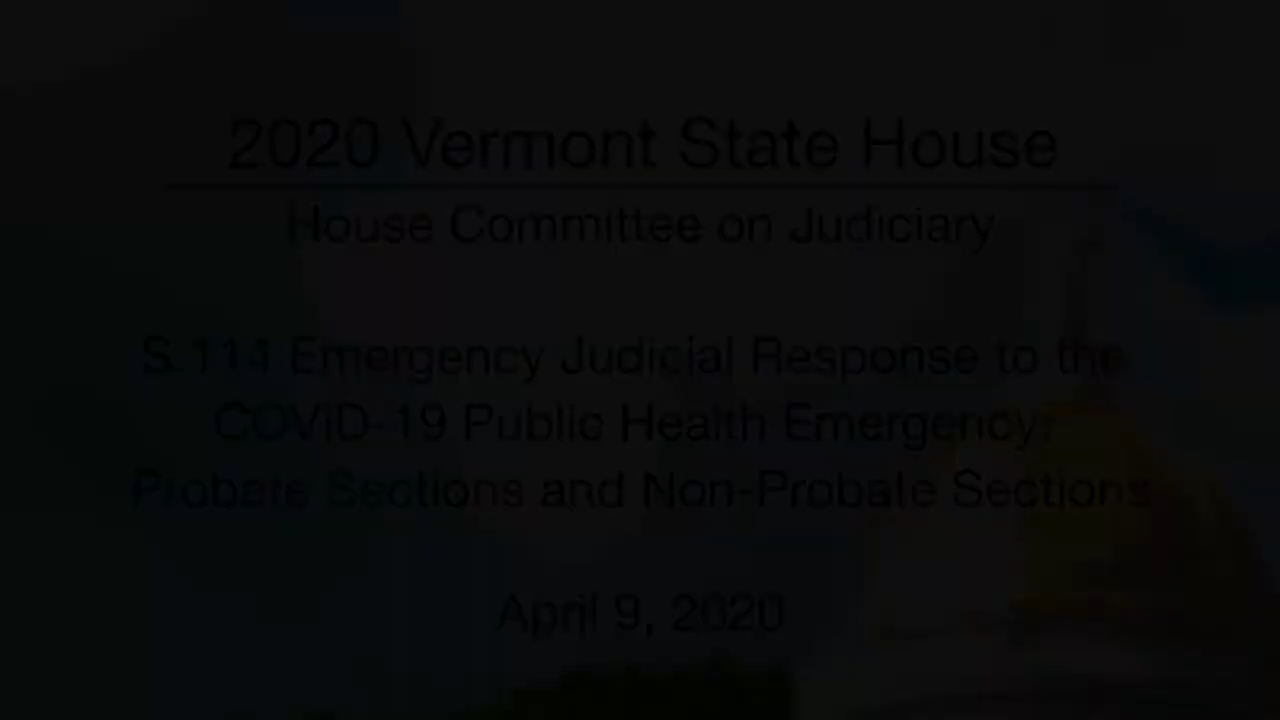 2020 Vermont State House
House Committee on Judiciary
S.114 Emergency Judicial Response to the
COVID-19 Public Health Emergency:
Probate Sections and Non-Probate Sections
April 9, 2020